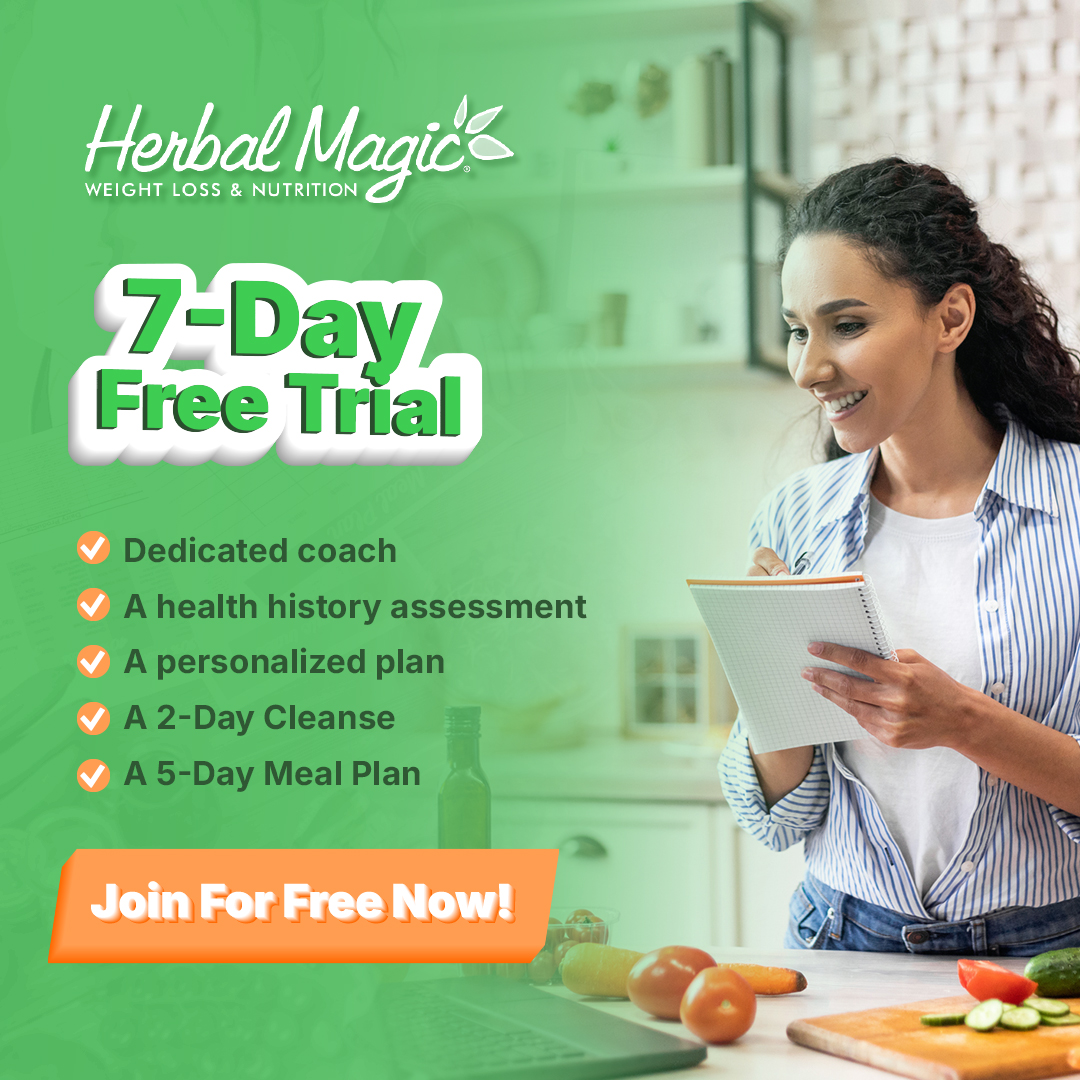 Herbal Magic®
WEIGHT LOSS & NUTRITION
7-Day
Free Trial
Dedicated coach
A health history assessment
A personalized plan
A 2-Day Cleanse
A 5-Day Meal Plan
Join For Free Now!